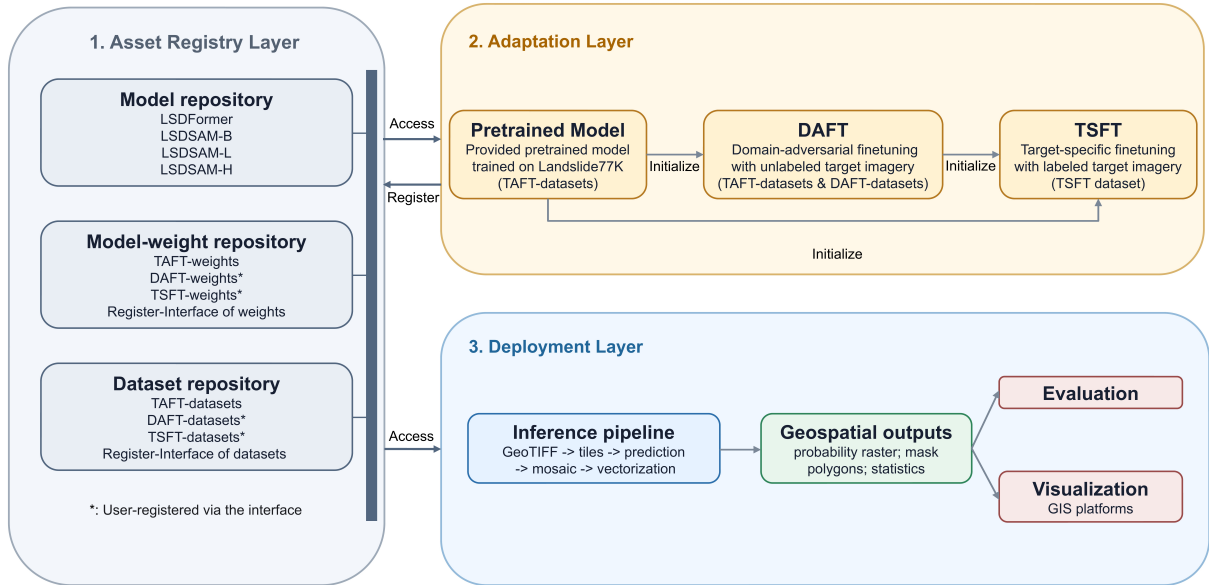 1. Asset Registry Layer
Model repository
LSDFormer
LSDSAM-B
LSDSAM-L
LSDSAM-H
Model-weight repository
TAFT-weights
DAFT-weights*
TSFT-weights*
Register-Interface of weights
Dataset repository
TAFT-datasets
DAFT-datasets*
TSFT-datasets*
Register-Interface of datasets
*: User-registered via the interface
Access
Register
Access
2. Adaptation Layer
Pretrained Model
Provided pretrained model
trained on Landslide77K
(TAFT-datasets)
Initialize
DAFT
Domain-adversarial finetuning
with unlabeled target imagery
(TAFT-datasets & DAFT-datasets)
Initialize
TSFT
Target-specific finetuning
with labeled target imagery
(TSFT dataset)
Initialize
3. Deployment Layer
Inference pipeline
GeoTIFF -> tiles -> prediction
-> mosaic -> vectorization
Geospatial outputs
probability raster; mask
polygons; statistics
Evaluation
Visualization
GIS platforms